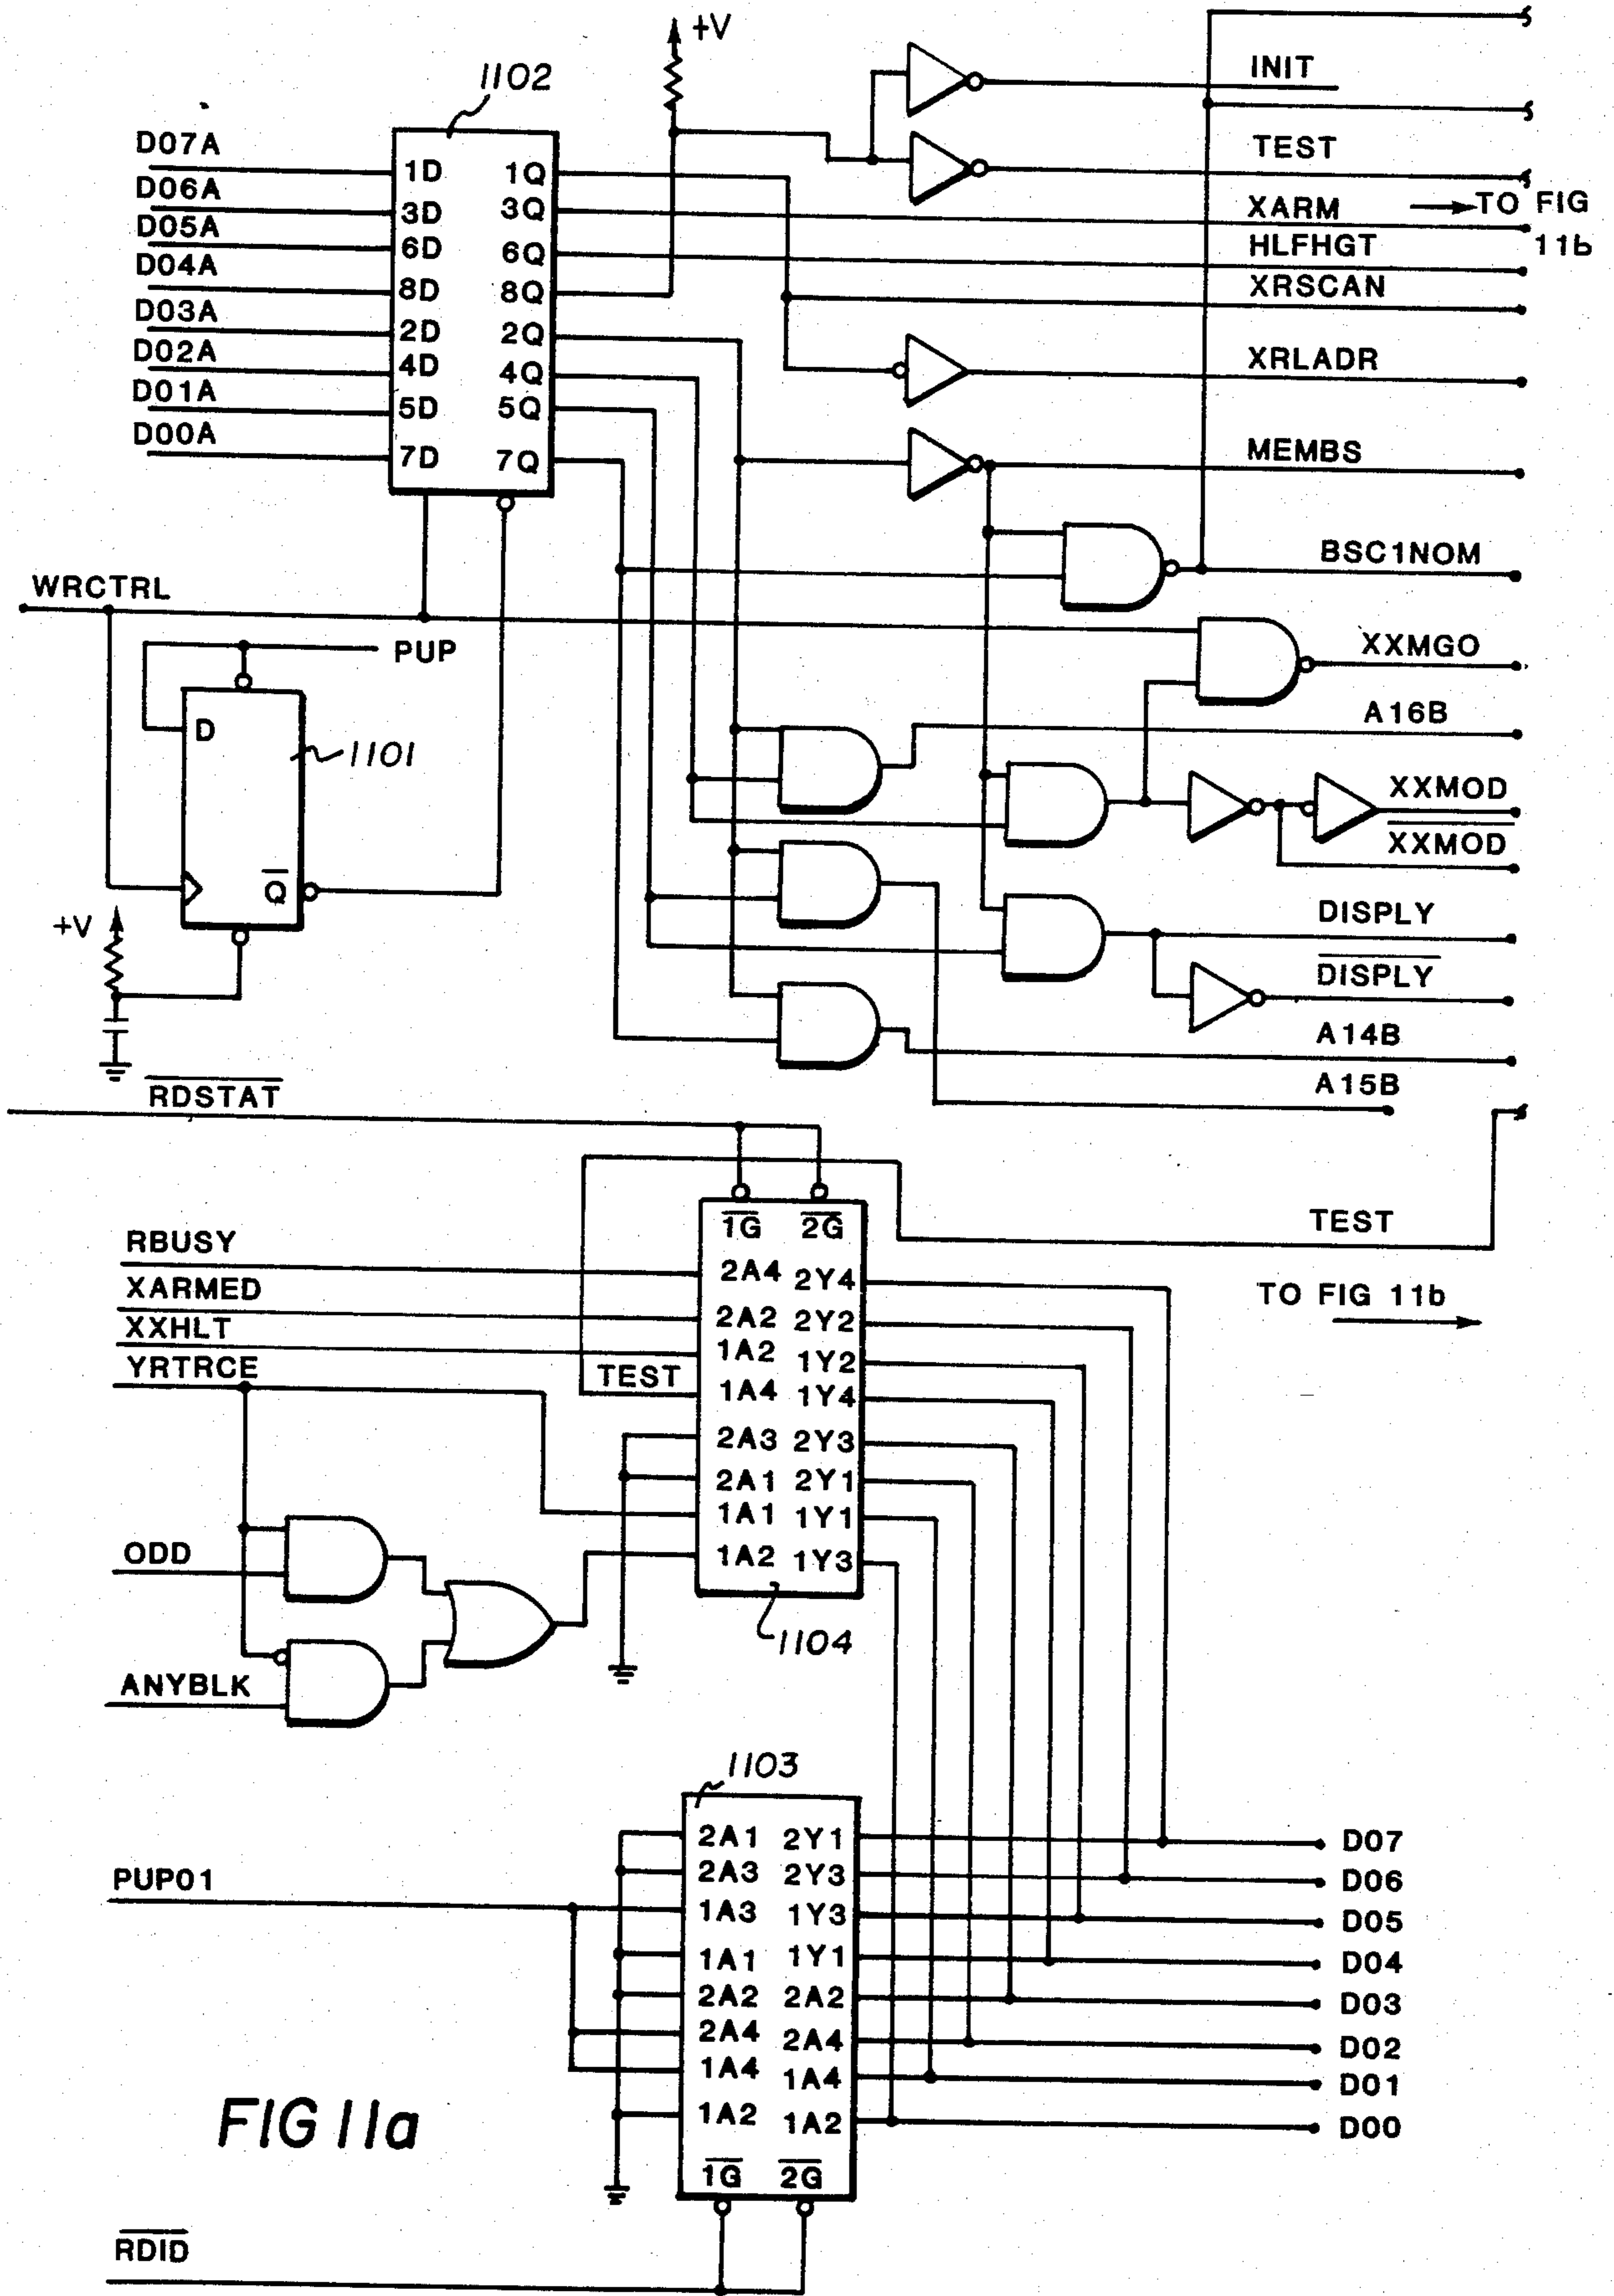 +V
1102
INIT
D07A
1D 1Q
TEST
D06A
3D 3Q
XARM
TO FIG 11b
D05A
6D 6Q
HLFHGT
D04A
8D 8Q
XRSCAN
D03A
2D 2Q
D02A
4D 4Q
XRLADR
D01A
5D 5Q
D00A
7D 7Q
MEMBS
BSC1NOM
WRCTRL
PUP
XXMGO
A16B
D
1101
XXMOD
XXMOD
Q
+V
DISPLY
DISPLY
A14B
A15B
RDSTAT
1G 2G
TEST
RBUSY
2A4 2Y4
TO FIG 11b
XARMED
2A2 2Y2
XXHLT
1A2 1Y2
YRTRCE
TEST
1A4 1Y4
2A3 2Y3
2A1 2Y1
1A1 1Y1
ODD
1A2 1Y3
1104
ANYBLK
1103
2A1 2Y1
D07
PUP01
2A3 2Y3
D06
1A3 1Y3
D05
1A1 1Y1
D04
2A2 2A2
D03
2A4 2A4
D02
1A4 1A4
D01
1A2 1A2
D00
FIG 11a
1G 2G
RDID